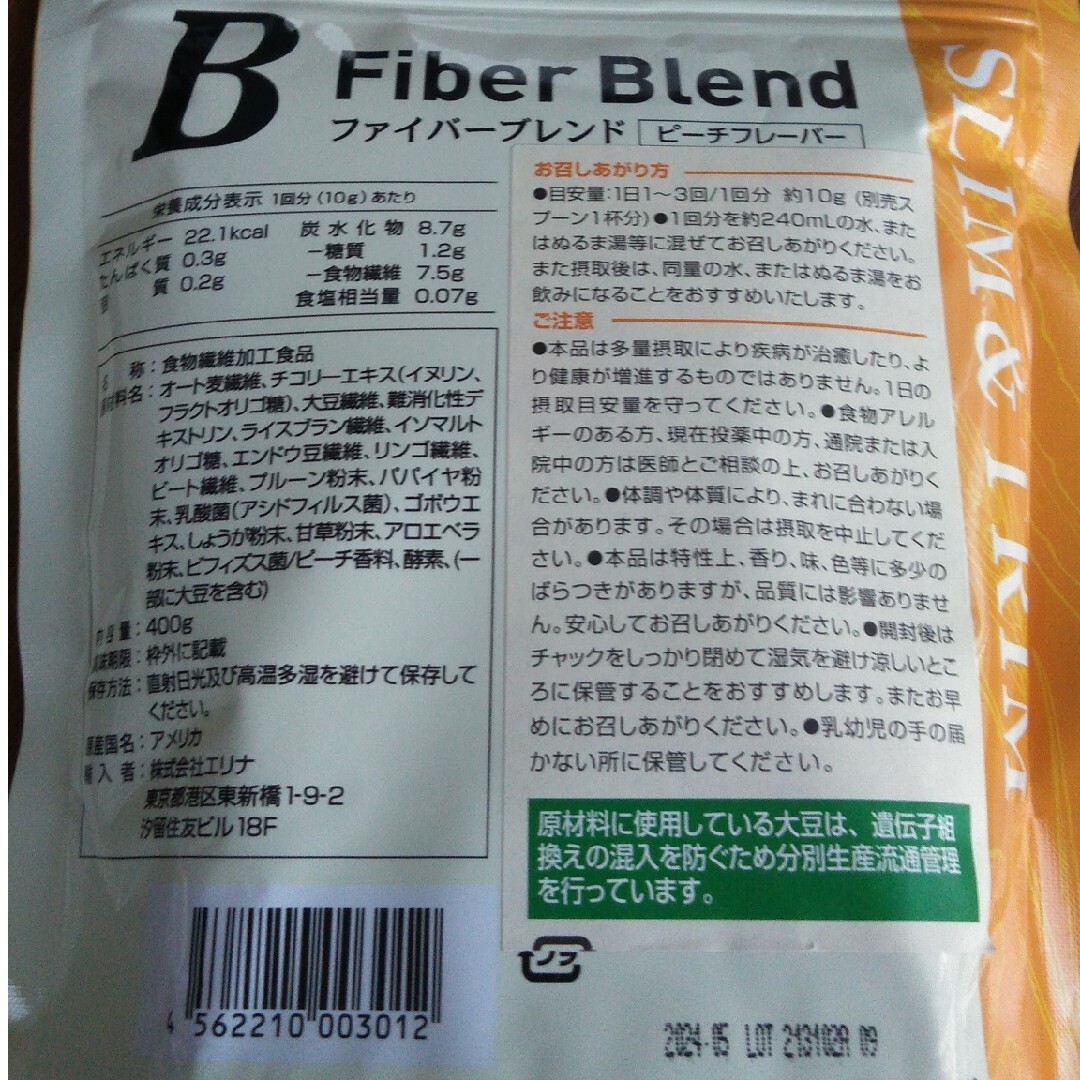 B Fiber Blend
ファイバーブレンド ピーチフレーバー
SLIM & TRIM
栄養成分表示 1回分(10g)あたり
エネルギー 22.1kcal
たんぱく質 0.3g
質 0.2g
炭水化物 8.7g
-糖質 1.2g
-食物繊維 7.5g
食塩相当量 0.07g
称:食物繊維加工食品
材料名:オート麦繊維、チコリーエキス(イヌリン、
フラクトオリゴ糖)、大豆繊維、難消化性デ
キストリン、ライスブラン繊維、イソマルト
オリゴ糖、エンドウ豆繊維、リンゴ繊維、
ビート繊維、プルーン粉末、パパイヤ粉
末、乳酸菌(アシドフィルス菌)、ゴボウエ
キス、しょうが粉末、甘草粉末、アロエベラ
粉末、ビフィズス菌/ピーチ香料、酵素、(一
部に大豆を含む)
内容量:400g
賞味期限:枠外に記載
保存方法:直射日光及び高温多湿を避けて保存して
ください。
原産国名:アメリカ
輸入者:株式会社エリナ
東京都港区東新橋1-9-2
汐留住友ビル18F
お召しあがり方
●目安量:1日1〜3回/1回分 約10g (別売ス
プーン1杯分)●1回分を約240mLの水、また
はぬるま湯等に混ぜてお召しあがりください。
また摂取後は、同量の水、またはぬるま湯をお
飲みになることをおすすめいたします。
ご注意
●本品は多量摂取により疾病が治癒したり、よ
り健康が増進するものではありません。1日の
摂取目安量を守ってください。●食物アレル
ギーのある方、現在投薬中の方、通院または入
院中の方は医師とご相談の上、お召しあがりく
ださい。●体調や体質により、まれに合わない場
合があります。その場合は摂取を中止してくだ
さい。●本品は特性上、香り、味、色等に多少の
ばらつきがありますが、品質には影響ありませ
ん。安心してお召しあがりください。●開封後は
チャックをしっかり閉めて湿気を避け涼しいとこ
ろに保管することをおすすめします。またお早
めにお召しあがりください。●乳幼児の手の届
かない所に保管してください。
原材料に使用している大豆は、遺伝子組
換えの混入を防ぐため分別生産流通管理
を行っています。
ノフ
4 562210 003012
2024-05 LOT 213102A 09